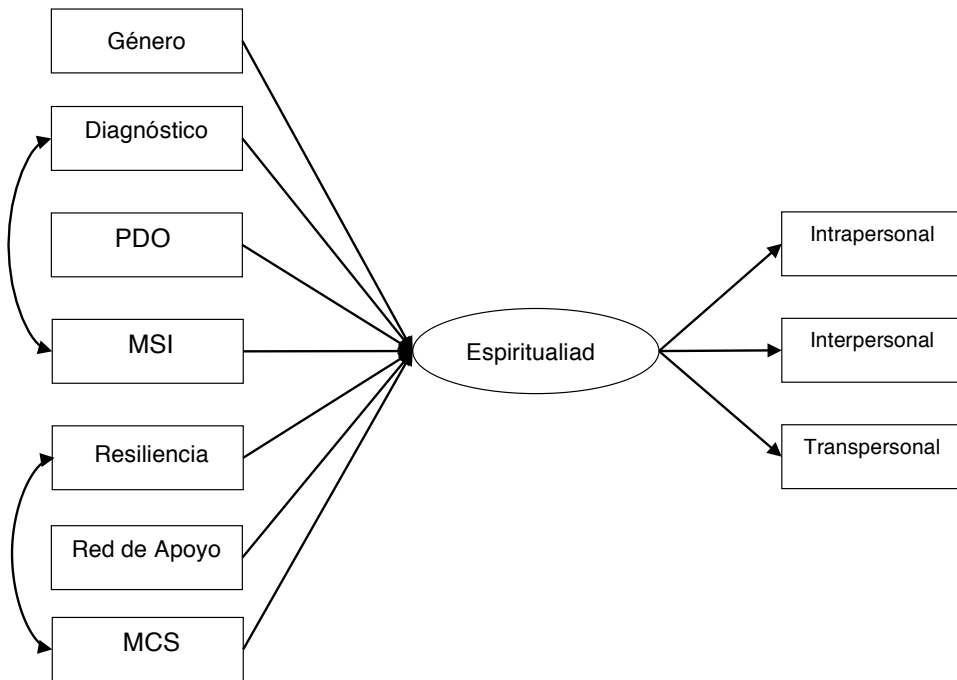 Género
Diagnóstico
PDO
MSI
Resiliencia
Red de Apoyo
MCS
Espiritualiad
Intrapersonal
Interpersonal
Transpersonal